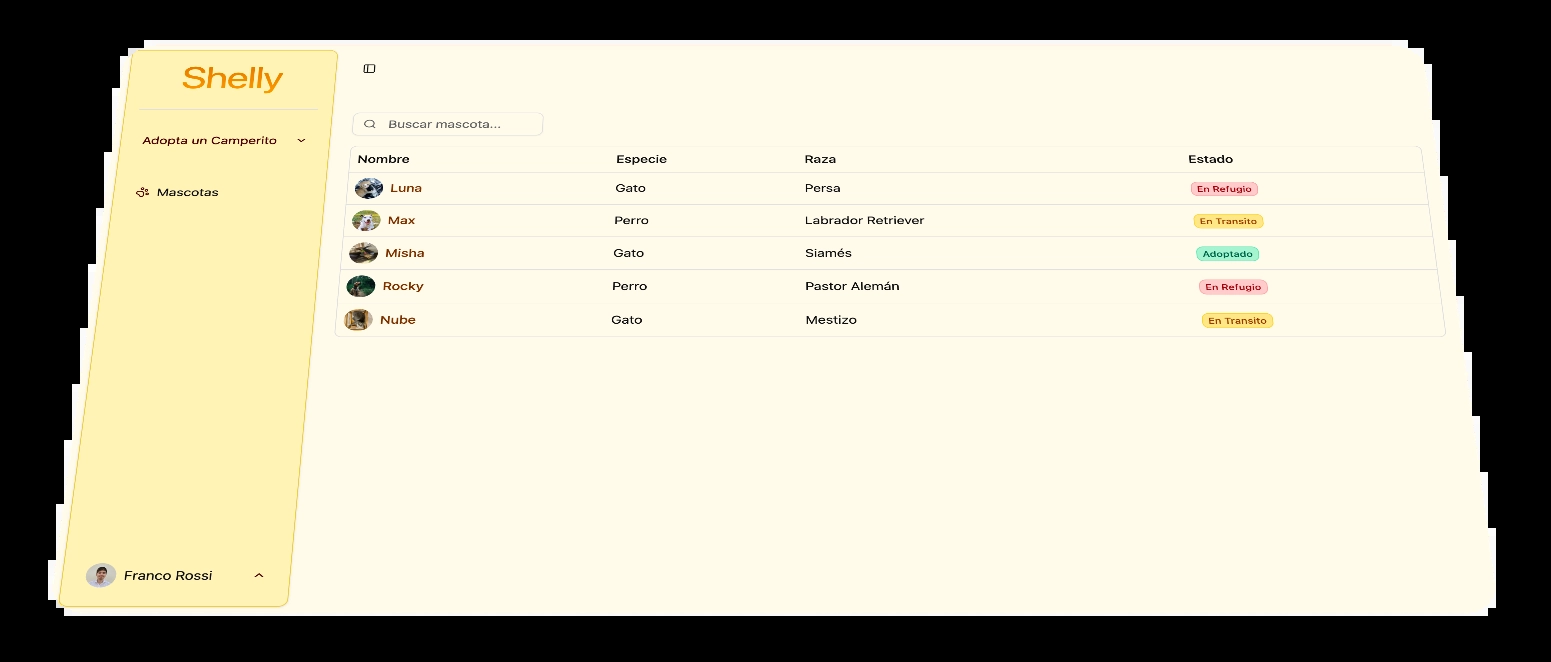 Shelly
Adopta un Camperito
Mascotas
Franco Rossi
Buscar mascota...
Nombre Especie Raza Estado
Luna Gato Persa En Refugio
Max Perro Labrador Retriever En Transito
Misha Gato Siamés Adoptado
Rocky Perro Pastor Alemán En Refugio
Nube Gato Mestizo En Transito